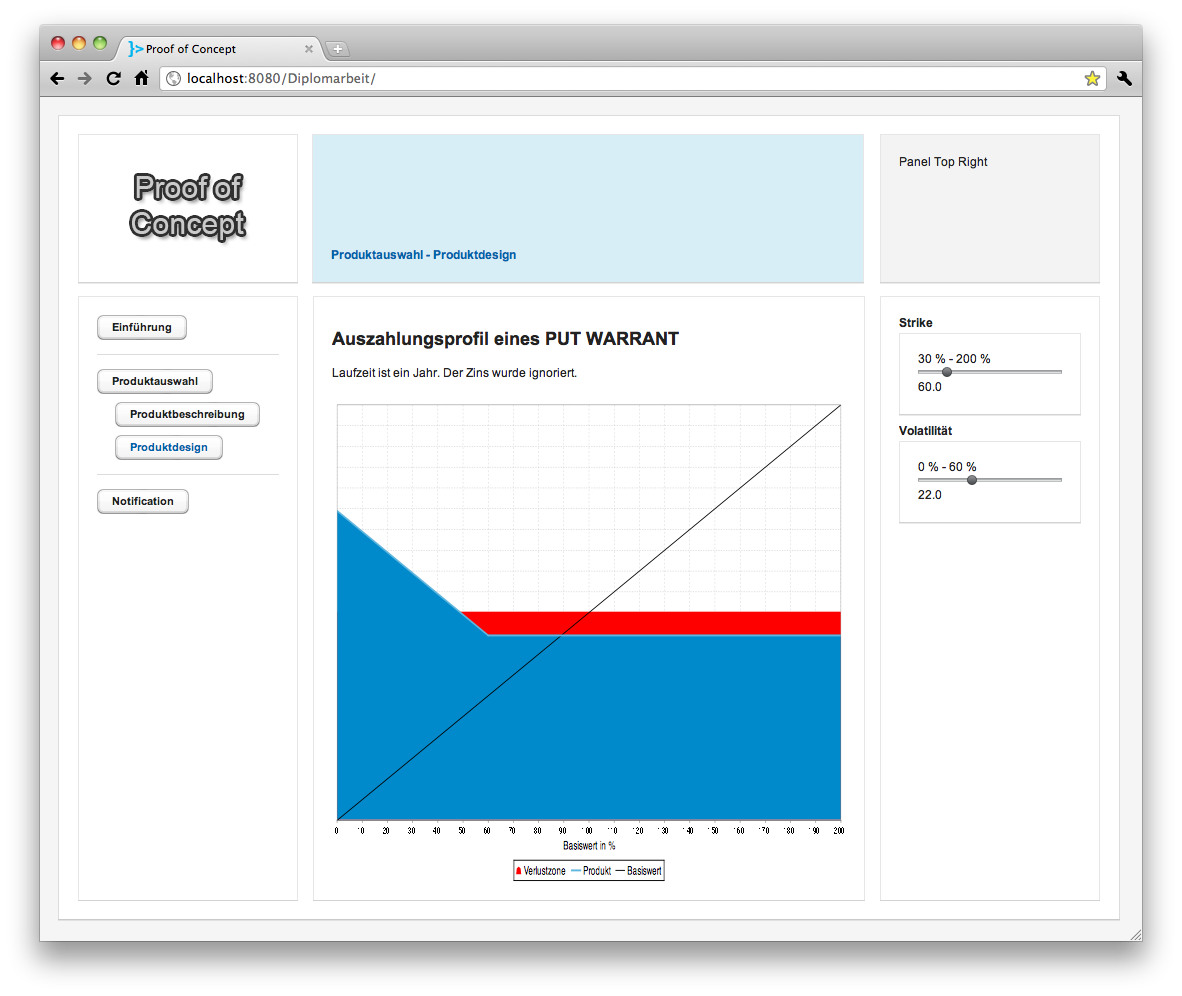 Proof of Concept
localhost:8080/Diplomarbeit/
Proof of
Concept
Produktauswahl - Produktdesign
Panel Top Right
Einführung
Produktauswahl
Produktbeschreibung
Produktdesign
Notification
Auszahlungsprofil eines PUT WARRANT
Laufzeit ist ein Jahr. Der Zins wurde ignoriert.
0 10 20 30 40 50 60 70 80 90 100 110 120 130 140 150 160 170 180 190 200
Basiswert in %
Verlustzone Produkt Basiswert
Strike
30 % - 200 %
60.0
Volatilität
0 % - 60 %
22.0